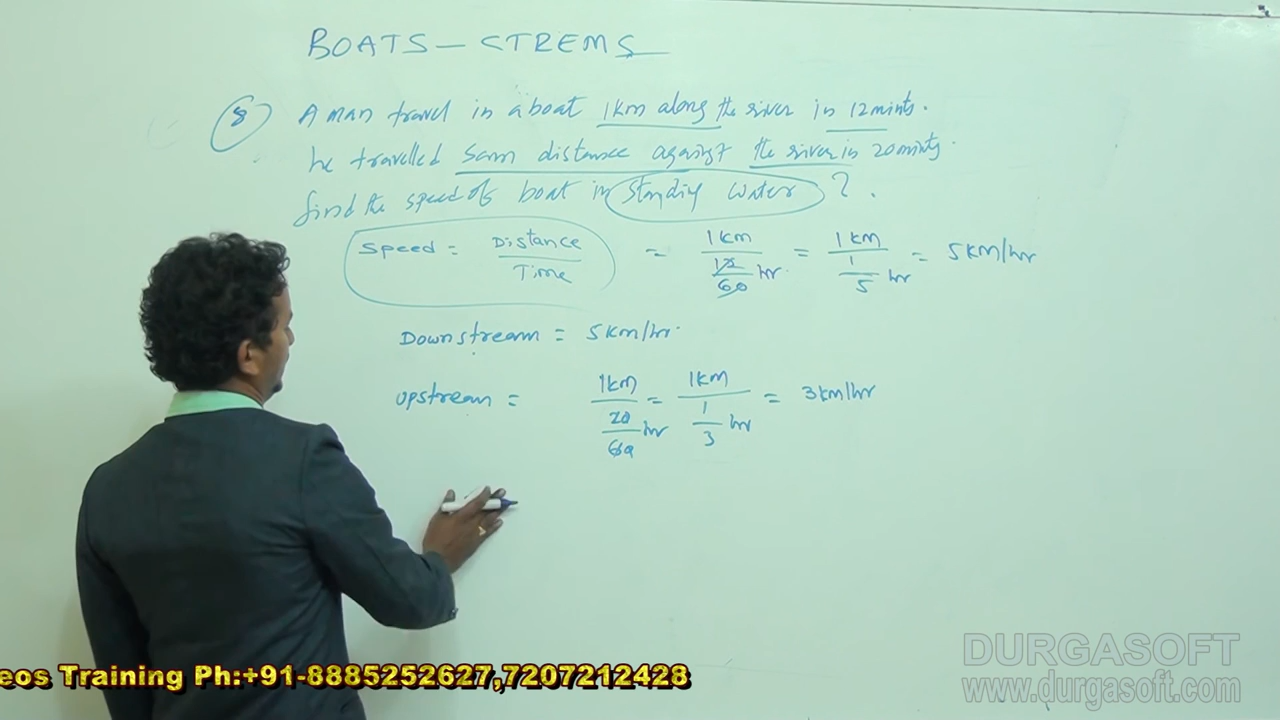 BOATS - STREMS
8 A man travel in a boat 1km along the river in 12 mints.
he travelled sam distance against the river in 20 mints.
find the speed of boat in standing water ?
Speed = Distance / Time = 1km / 12/60 hr = 1km / 1/5 hr = 5km/hr
Downstream = 5km/hr
Upstream = 1km / 20/60 hr = 1km / 1/3 hr = 3km/hr
eos Training Ph:+91-8885252627,7207212428
DURGASOFT
www.durgasoft.com